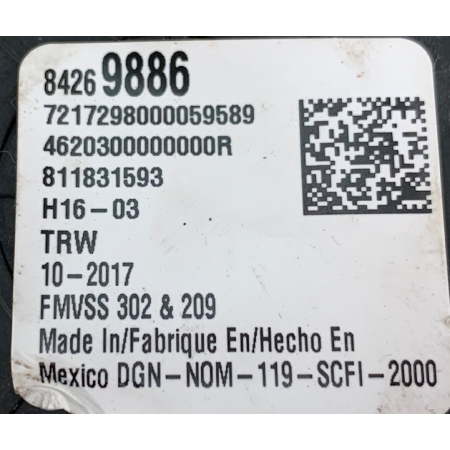 8426 9886
7217298000059589
4620300000000R
811831593
H16-03
TRW
10-2017
FMVSS 302 & 209
Made In/Fabrique En/Hecho En
Mexico DGN-NOM-119-SCFI-2000